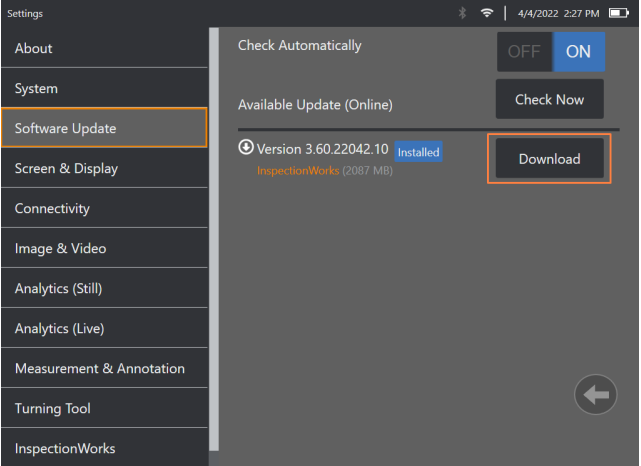 Settings
4/4/2022 2:27 PM
About
System
Software Update
Screen & Display
Connectivity
Image & Video
Analytics (Still)
Analytics (Live)
Measurement & Annotation
Turning Tool
InspectionWorks
Check Automatically
OFF ON
Available Update (Online)
Check Now
Version 3.60.22042.10 Installed
InspectionWorks (2087 MB)
Download